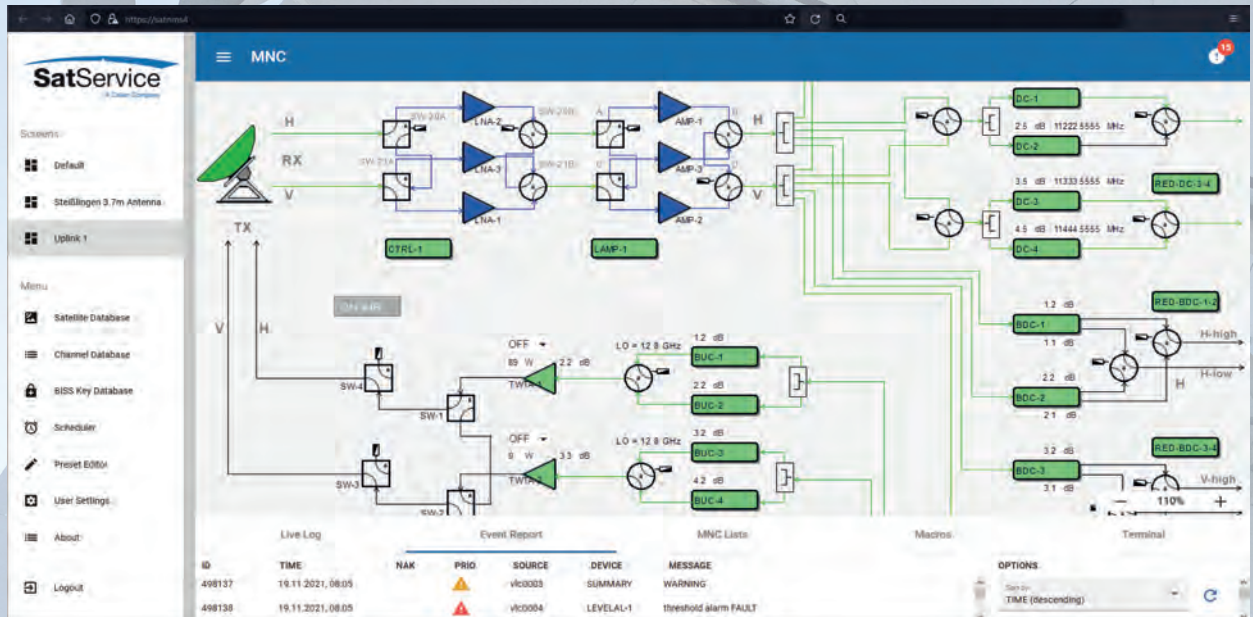 https://satnms4
SatService
A Calian Company
MNC
15
Screens
Default
Steißlingen 3.7m Antenna
Uplink 1
Menu
Satellite Database
Channel Database
BISS Key Database
Scheduler
Preset Editor
User Settings
About
Logout
H
RX
V
TX
SW-20A
LNA-2
SW-20B
A
AMP-1
B
H
SW-21A
LNA-3
SW-21B
AMP-3
V
LNA-1
AMP-2
CTRL-1
LAMP-1
DC-1
2.5 dB 11222.5555 MHz
DC-2
3.5 dB 11333.5555 MHz
RED-DC-3-4
DC-3
4.5 dB 11444.5555 MHz
DC-4
ON AIR
V
H
SW-4
SW-1
SW-3
SW-2
OFF
89 W
2.2 dB
TWTA-1
LO = 12.8 GHz
1.2 dB
BUC-1
2.2 dB
BUC-2
OFF
3.3 dB
TWTA-2
LO = 12.8 GHz
3.2 dB
BUC-3
4.2 dB
BUC-4
1.2 dB
RED-BDC-1-2
BDC-1
1.1 dB
H-high
H-low
2.2 dB
H
BDC-2
2.1 dB
3.2 dB
RED-BDC-3-4
BDC-3
3.1 dB
V-high
− 110% +
Live Log
Event Report
MNC Lists
Macros
Terminal
ID TIME NAK PRIO SOURCE DEVICE MESSAGE
498137 19.11.2021, 08:05 vlc0003 SUMMARY WARNING
498138 19.11.2021, 08:05 vlc0004 LEVELAL-1 threshold alarm FAULT
OPTIONS
Sort by
TIME (descending)